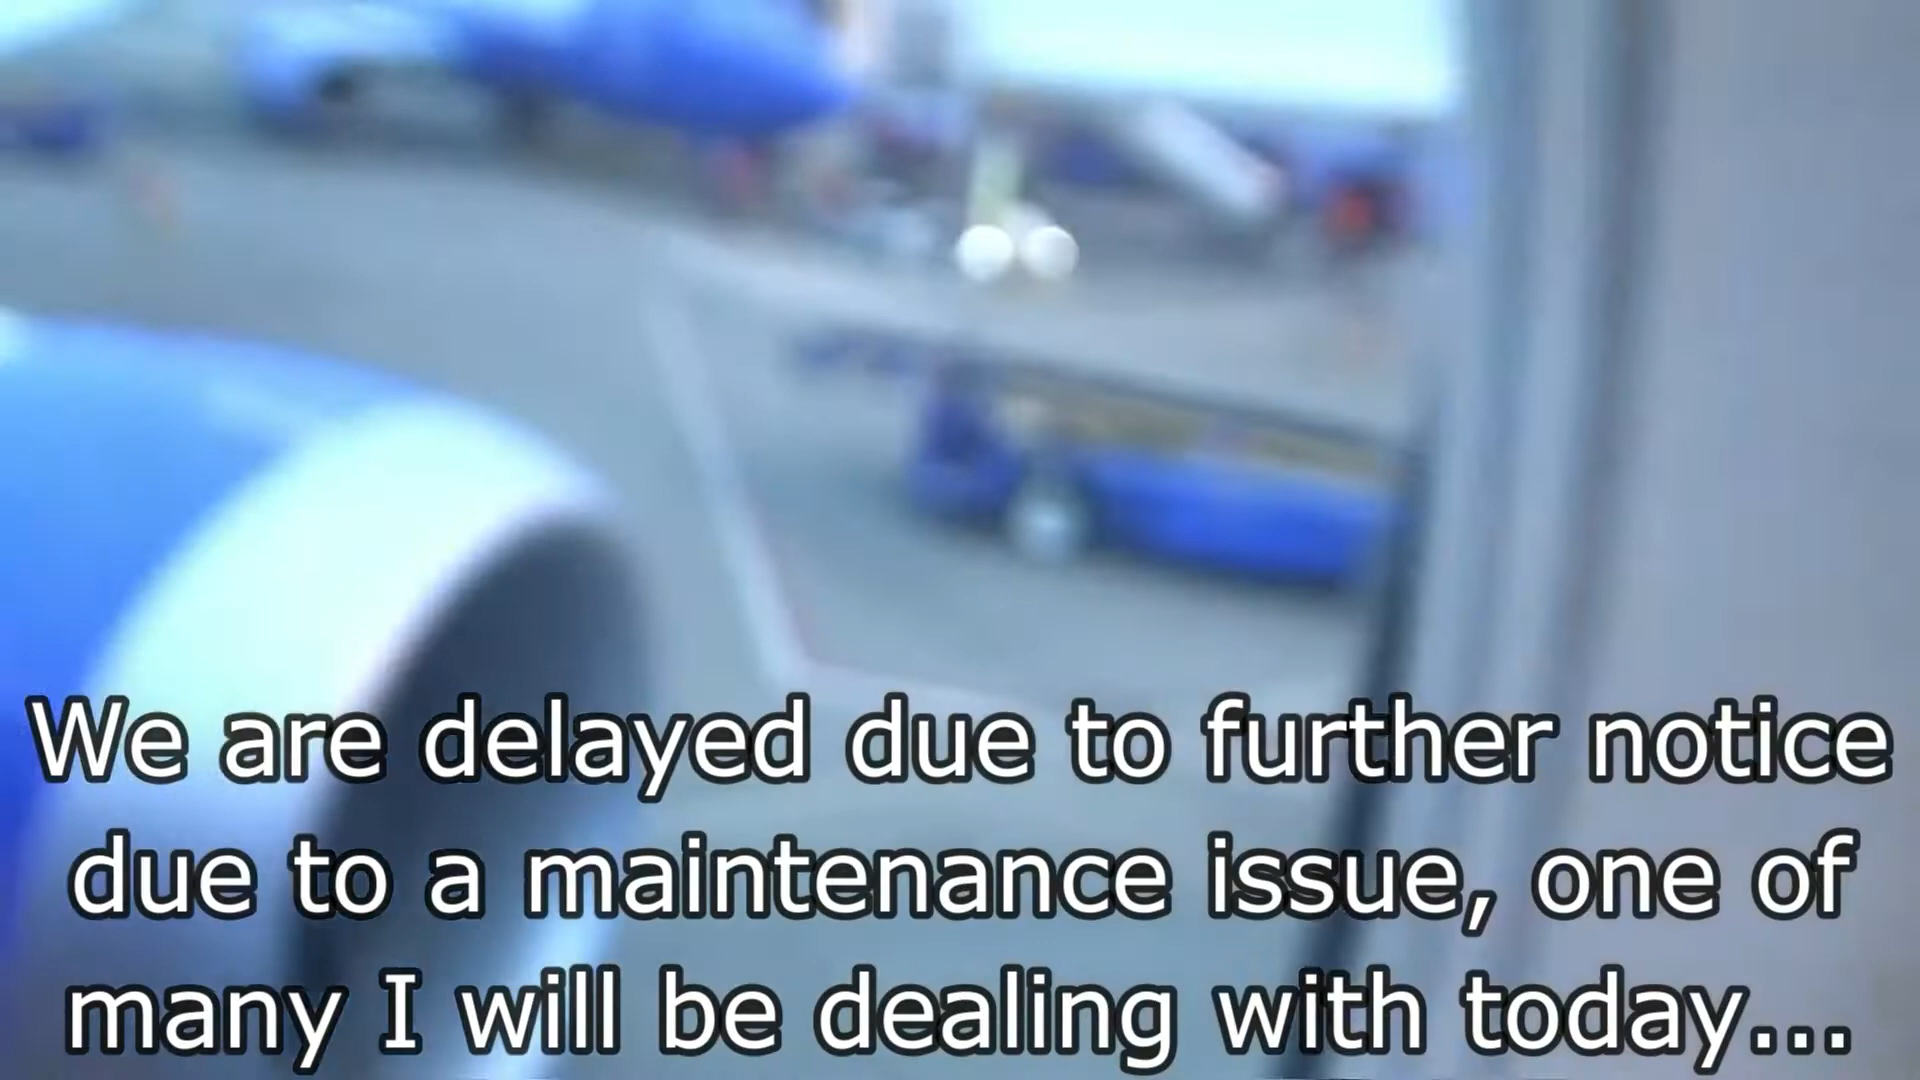 We are delayed due to further notice
due to a maintenance issue, one of
many I will be dealing with today...